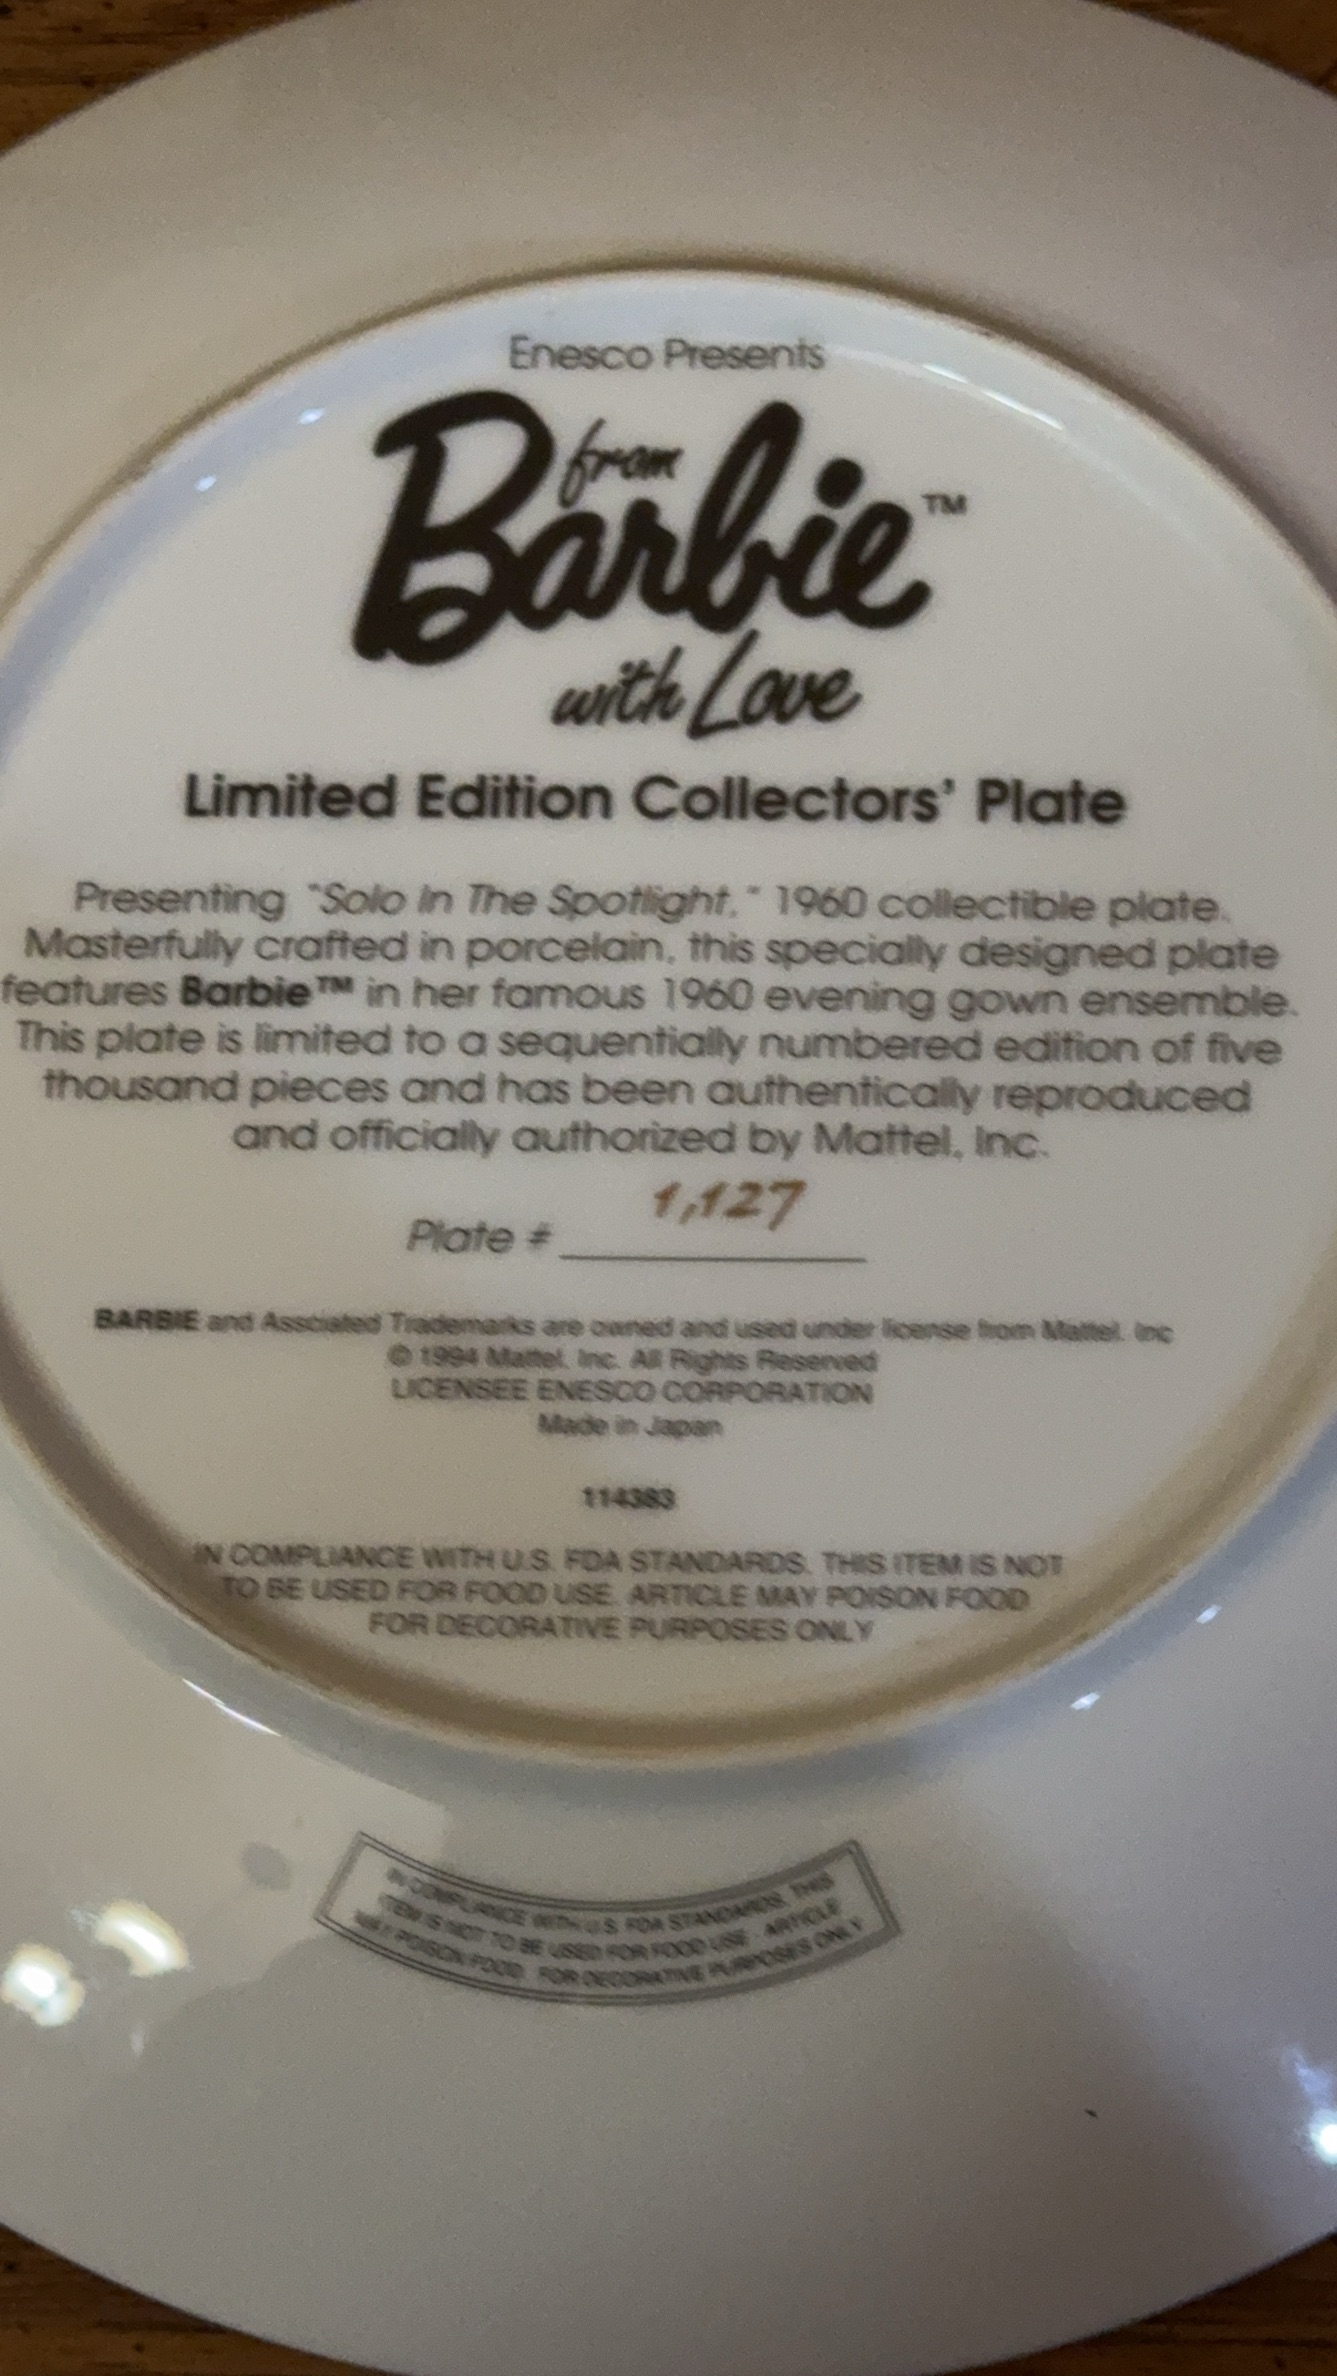 Enesco Presents
from
Barbie™
with Love
Limited Edition Collectors' Plate
Presenting "Solo In The Spotlight," 1960 collectible plate.
Masterfully crafted in porcelain, this specially designed plate
features Barbie™ in her famous 1960 evening gown ensemble.
This plate is limited to a sequentially numbered edition of five
thousand pieces and has been authentically reproduced
and officially authorized by Mattel, Inc.
1,127
Plate #
BARBIE and Assciated Trademarks are owned and used under license from Mattel, Inc
© 1994 Mattel, Inc. All Rights Reserved
LICENSEE ENESCO CORPORATION
Made in Japan
114383
IN COMPLIANCE WITH U.S. FDA STANDARDS. THIS ITEM IS NOT
TO BE USED FOR FOOD USE. ARTICLE MAY POISON FOOD
FOR DECORATIVE PURPOSES ONLY
IN COMPLIANCE WITH U.S. FDA STANDARDS. THIS
ITEM IS NOT TO BE USED FOR FOOD USE. ARTICLE
MAY POISON FOOD. FOR DECORATIVE PURPOSES ONLY